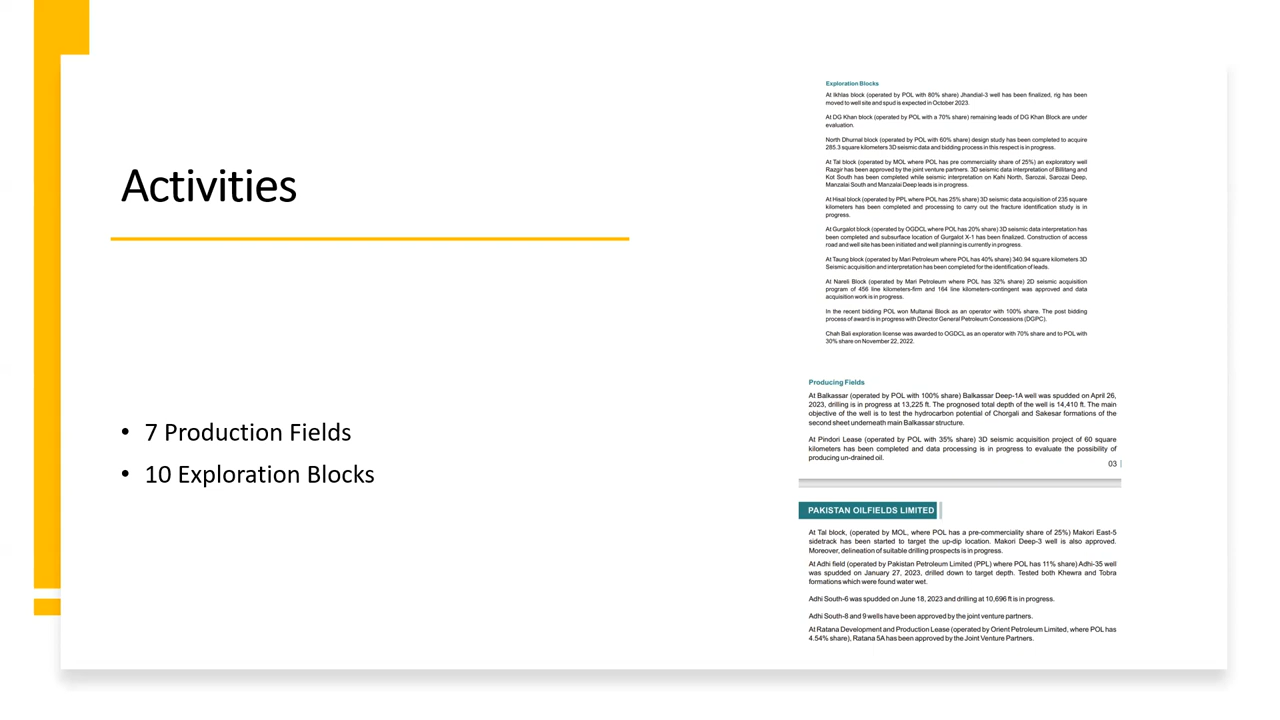 Activities
• 7 Production Fields
• 10 Exploration Blocks
Exploration Blocks
At Ikhlas block (operated by POL with 80% share) Jhandial-3 well has been finalized, rig has been
moved to well site and spud is expected in October 2023.
At DG Khan block (operated by POL with a 70% share) remaining leads of DG Khan Block are under
evaluation.
North Dhurnal block (operated by POL with 60% share) design study has been completed to acquire
285.3 square kilometers 3D seismic data and bidding process in this respect is in progress.
At Tal block (operated by MOL where POL has pre commerciality share of 25%) an exploratory well
Razgir has been approved by the joint venture partners. 3D seismic data interpretation of Billitang and
Kot South has been completed while seismic interpretation on Kahi North, Sarozai, Sarozai Deep,
Manzalai South and Manzalai Deep leads is in progress.
At Hisal block (operated by PPL where POL has 25% share) 3D seismic data acquisition of 235 square
kilometers has been completed and processing to carry out the fracture identification study is in
progress.
At Gurgalot block (operated by OGDCL where POL has 20% share) 3D seismic data interpretation has
been completed and subsurface location of Gurgalot X-1 has been finalized. Construction of access
road and well site has been initiated and well planning is currently in progress.
At Taung block (operated by Mari Petroleum where POL has 40% share) 340.94 square kilometers 3D
Seismic acquisition and interpretation has been completed for the identification of leads.
At Nareli Block (operated by Mari Petroleum where POL has 32% share) 2D seismic acquisition
program of 456 line kilometers-firm and 164 line kilometers-contingent was approved and data
acquisition work is in progress.
In the recent bidding POL won Multanai Block as an operator with 100% share. The post bidding
process of award is in progress with Director General Petroleum Concessions (DGPC).
Chah Bali exploration license was awarded to OGDCL as an operator with 70% share and to POL with
30% share on November 22, 2022.
Producing Fields
At Balkassar (operated by POL with 100% share) Balkassar Deep-1A well was spudded on April 26,
2023, drilling is in progress at 13,225 ft. The prognosed total depth of the well is 14,410 ft. The main
objective of the well is to test the hydrocarbon potential of Chorgali and Sakesar formations of the
second sheet underneath main Balkassar structure.
At Pindori Lease (operated by POL with 35% share) 3D seismic acquisition project of 60 square
kilometers has been completed and data processing is in progress to evaluate the possibility of
producing un-drained oil.
03 |
PAKISTAN OILFIELDS LIMITED
At Tal block, (operated by MOL, where POL has a pre-commerciality share of 25%) Makori East-5
sidetrack has been started to target the up-dip location. Makori Deep-3 well is also approved.
Moreover, delineation of suitable drilling prospects is in progress.
At Adhi field (operated by Pakistan Petroleum Limited (PPL) where POL has 11% share) Adhi-35 well
was spudded on January 27, 2023, drilled down to target depth. Tested both Khewra and Tobra
formations which were found water wet.
Adhi South-6 was spudded on June 18, 2023 and drilling at 10,696 ft is in progress.
Adhi South-8 and 9 wells have been approved by the joint venture partners.
At Ratana Development and Production Lease (operated by Orient Petroleum Limited, where POL has
4.54% share), Ratana 5A has been approved by the Joint Venture Partners.